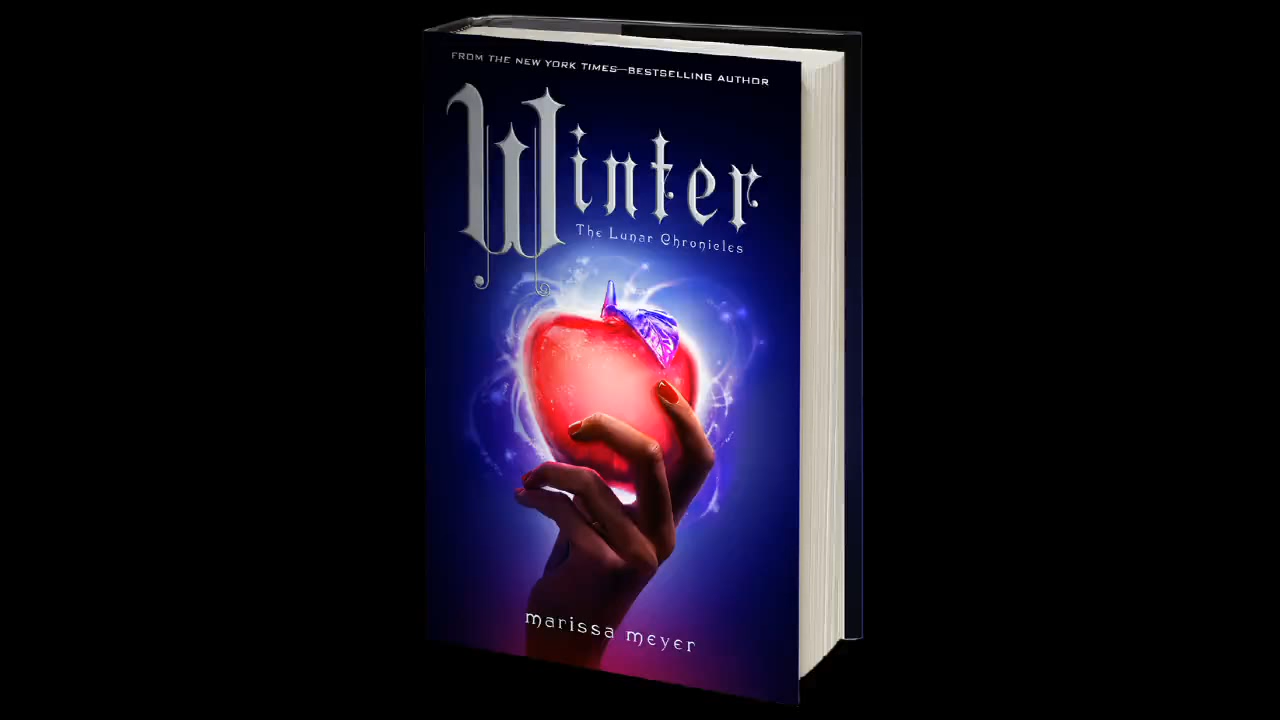 FROM THE NEW YORK TIMES—BESTSELLING AUTHOR
Winter
The Lunar Chronicles
marissa meyer